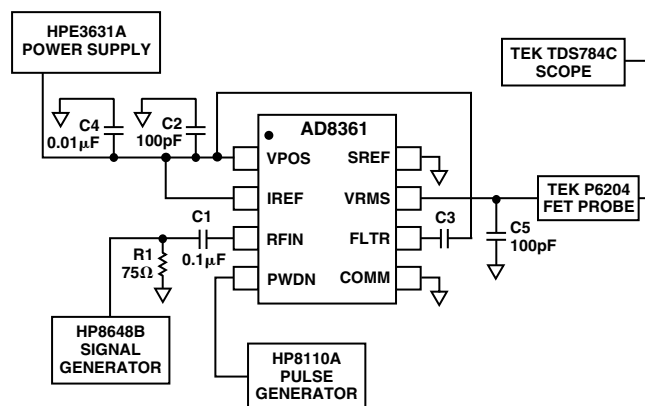 HPE3631A
POWER SUPPLY
TEK TDS784C
SCOPE
C4
0.01μF
C2
100pF
AD8361
VPOS
SREF
IREF
VRMS
TEK P6204
FET PROBE
C1
0.1μF
RFIN
FLTR
C3
C5
100pF
R1
75Ω
PWDN
COMM
HP8648B
SIGNAL
GENERATOR
HP8110A
PULSE
GENERATOR